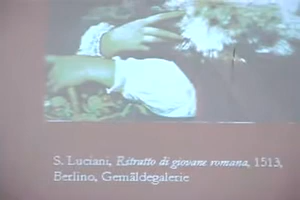 S. Luciani, Ritratto di giovane romana, 1513,
Berlino, Gemäldegalerie